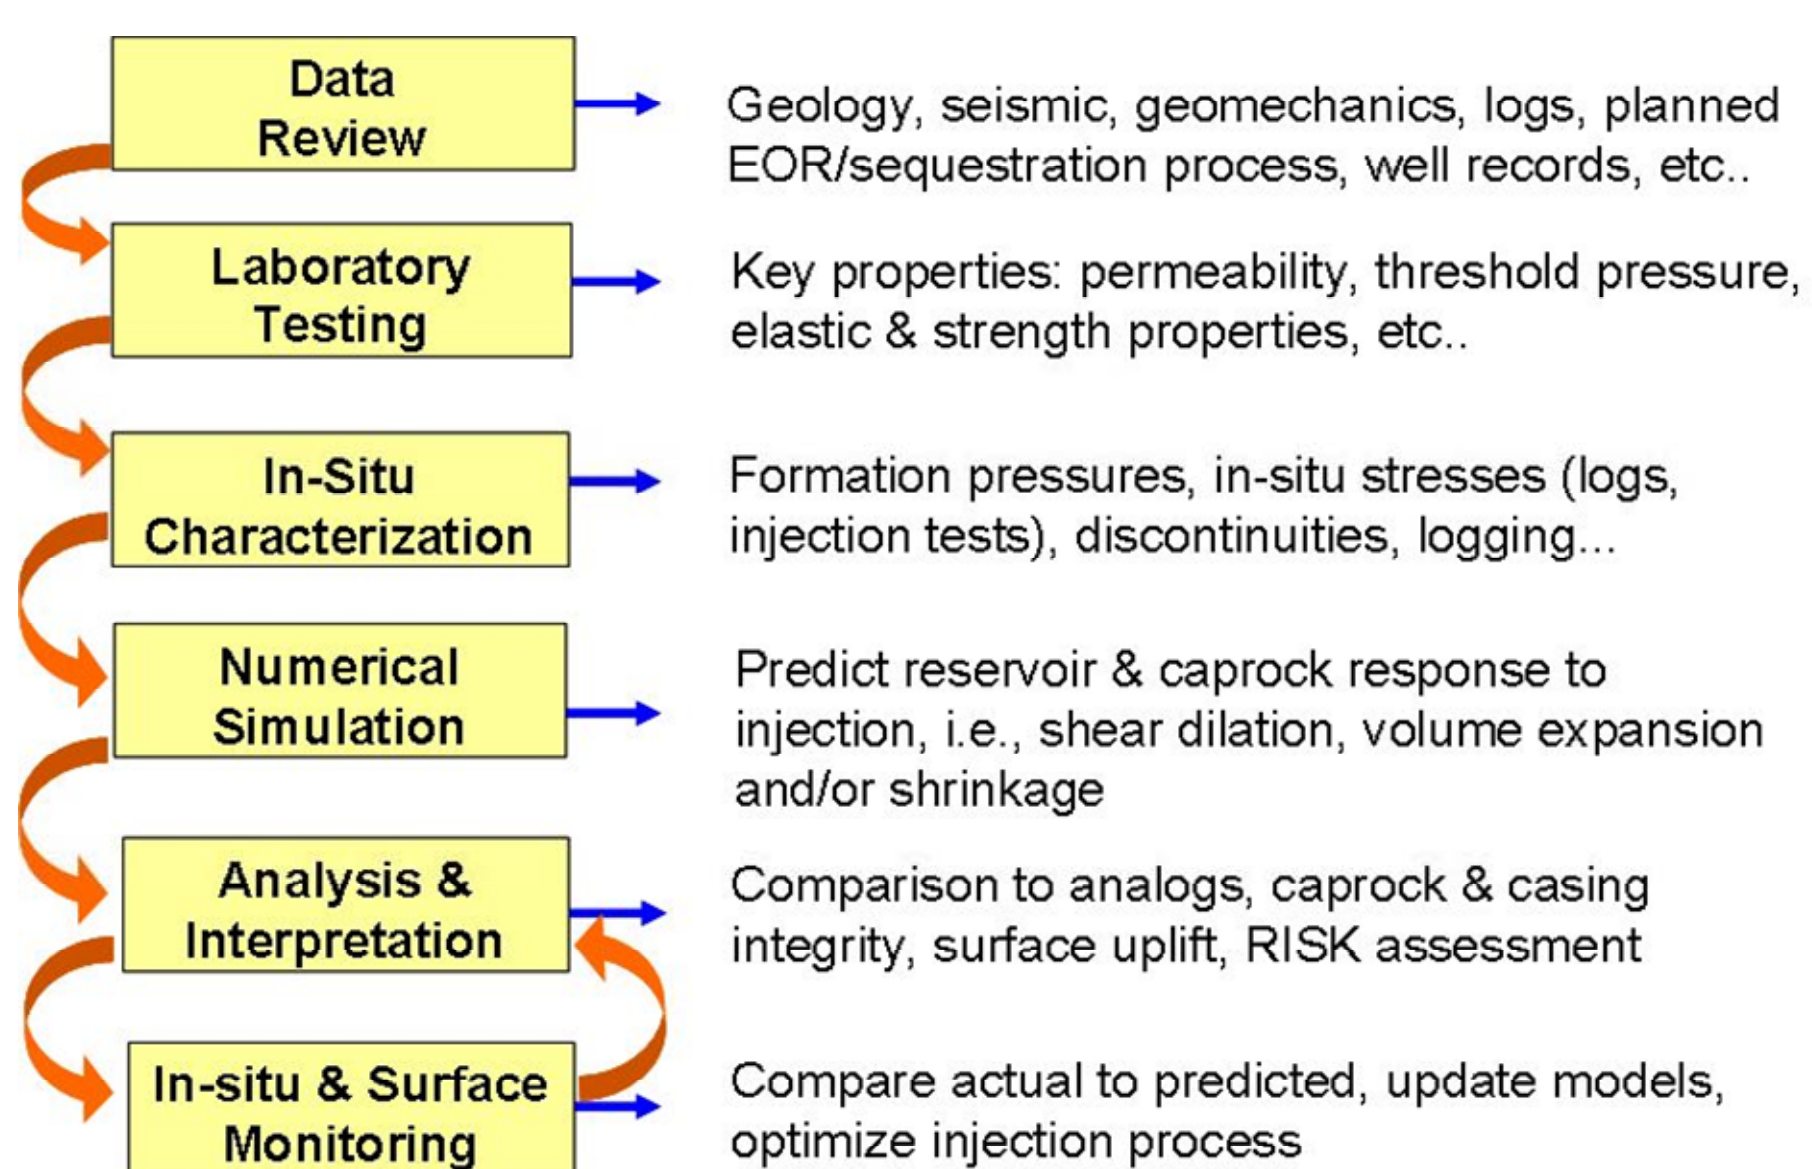 Data
Review
Geology, seismic, geomechanics, logs, planned
EOR/sequestration process, well records, etc..
Laboratory
Testing
Key properties: permeability, threshold pressure,
elastic & strength properties, etc..
In-Situ
Characterization
Formation pressures, in-situ stresses (logs,
injection tests), discontinuities, logging...
Numerical
Simulation
Predict reservoir & caprock response to
injection, i.e., shear dilation, volume expansion
and/or shrinkage
Analysis &
Interpretation
Comparison to analogs, caprock & casing
integrity, surface uplift, RISK assessment
In-situ & Surface
Monitoring
Compare actual to predicted, update models,
optimize injection process